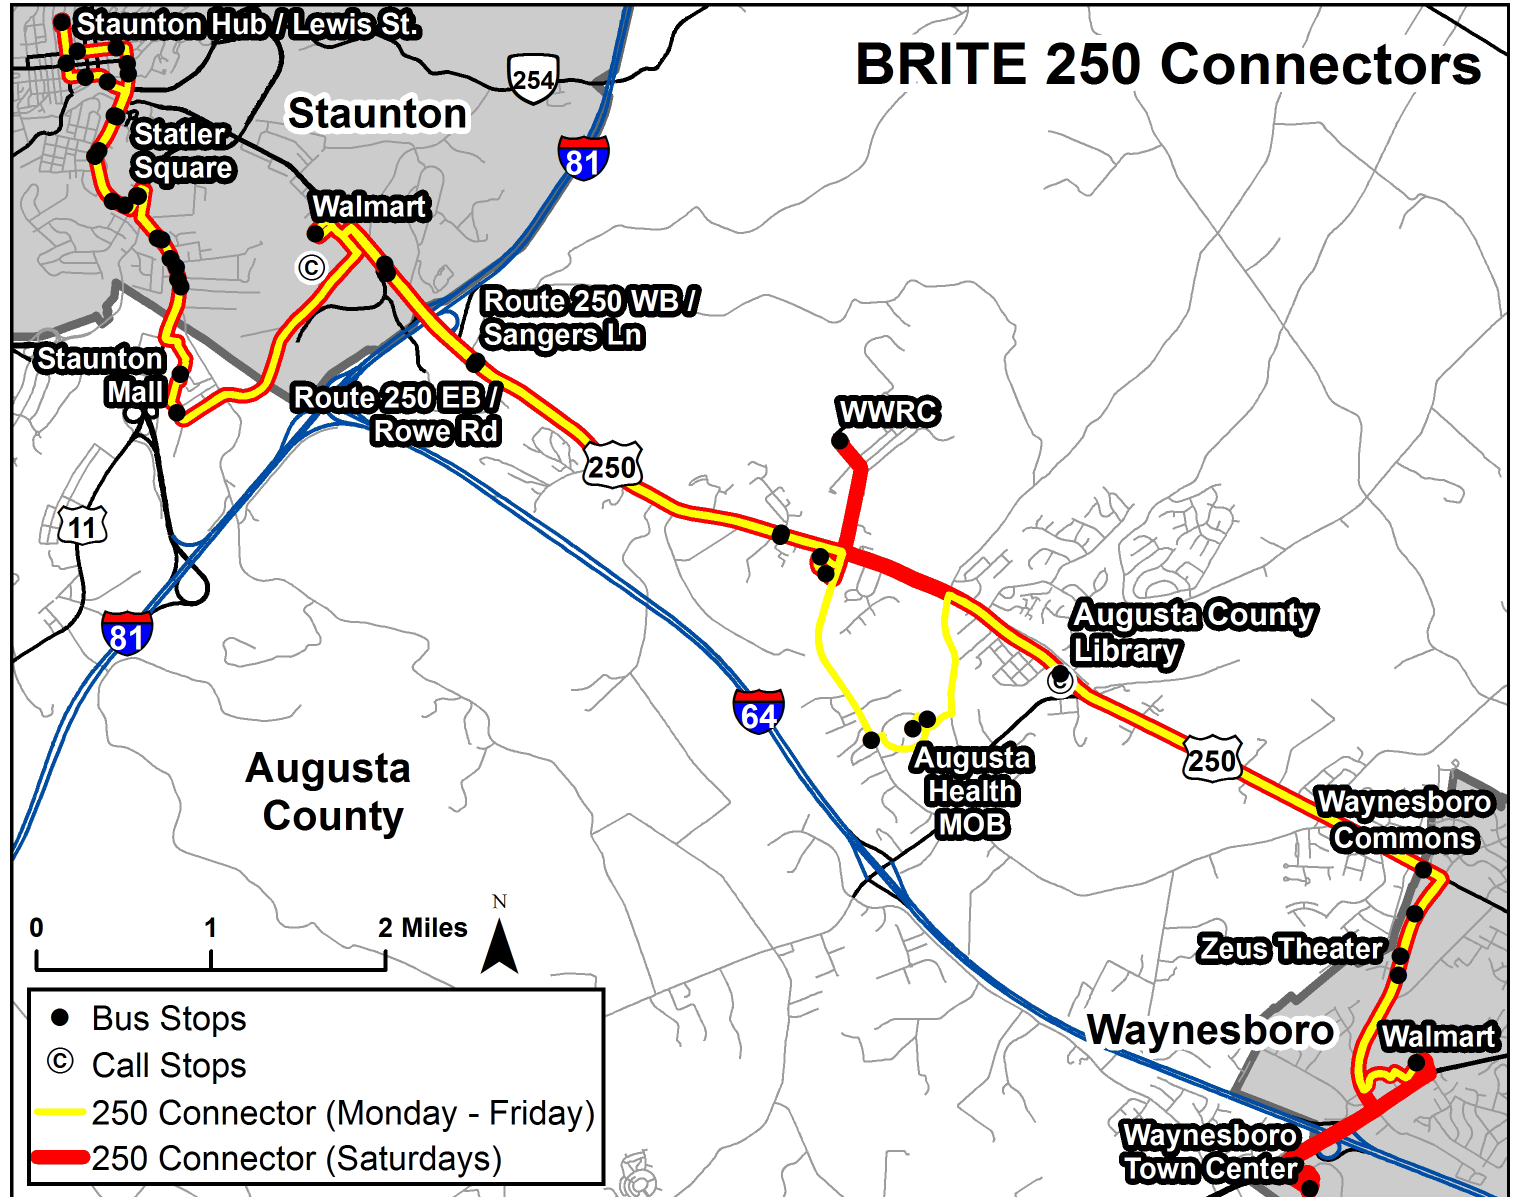 Staunton Hub / Lewis St.
BRITE 250 Connectors
254
Staunton
Statler
Square
81
Walmart
©
Route 250 WB /
Sangers Ln
Staunton
Mall
Route 250 EB /
Rowe Rd
WWRC
250
11
81
Augusta County
Library
©
64
Augusta
Health
MOB
250
Augusta
County
Waynesboro
Commons
N
0 1 2 Miles
Zeus Theater
Bus Stops
© Call Stops
250 Connector (Monday - Friday)
250 Connector (Saturdays)
Waynesboro
Walmart
Waynesboro
Town Center